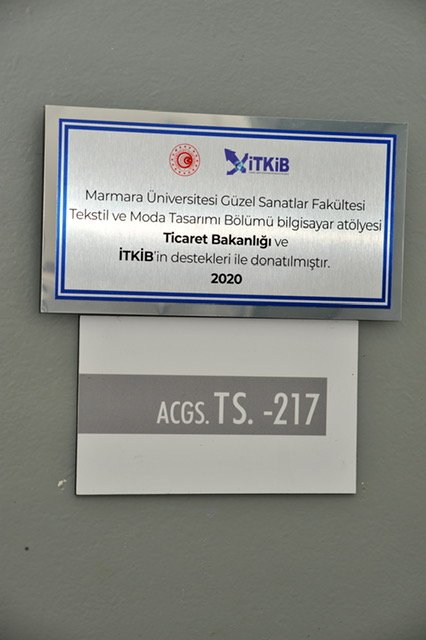 İTKİB
Marmara Üniversitesi Güzel Sanatlar Fakültesi
Tekstil ve Moda Tasarımı Bölümü bilgisayar atölyesi
Ticaret Bakanlığı ve
İTKİB'in destekleri ile donatılmıştır.
2020
ACGS. TS. -217